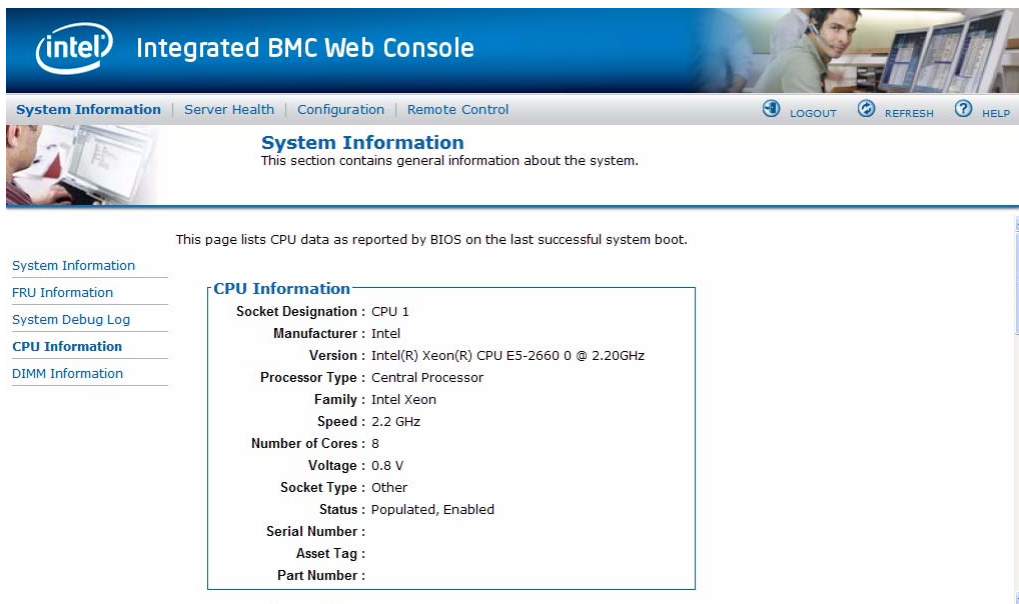 intel
Integrated BMC Web Console
System Information | Server Health | Configuration | Remote Control
LOGOUT REFRESH ? HELP
System Information
This section contains general information about the system.
This page lists CPU data as reported by BIOS on the last successful system boot.
System Information
FRU Information
System Debug Log
CPU Information
DIMM Information
CPU Information
Socket Designation : CPU 1
Manufacturer : Intel
Version : Intel(R) Xeon(R) CPU E5-2660 0 @ 2.20GHz
Processor Type : Central Processor
Family : Intel Xeon
Speed : 2.2 GHz
Number of Cores : 8
Voltage : 0.8 V
Socket Type : Other
Status : Populated, Enabled
Serial Number :
Asset Tag :
Part Number :